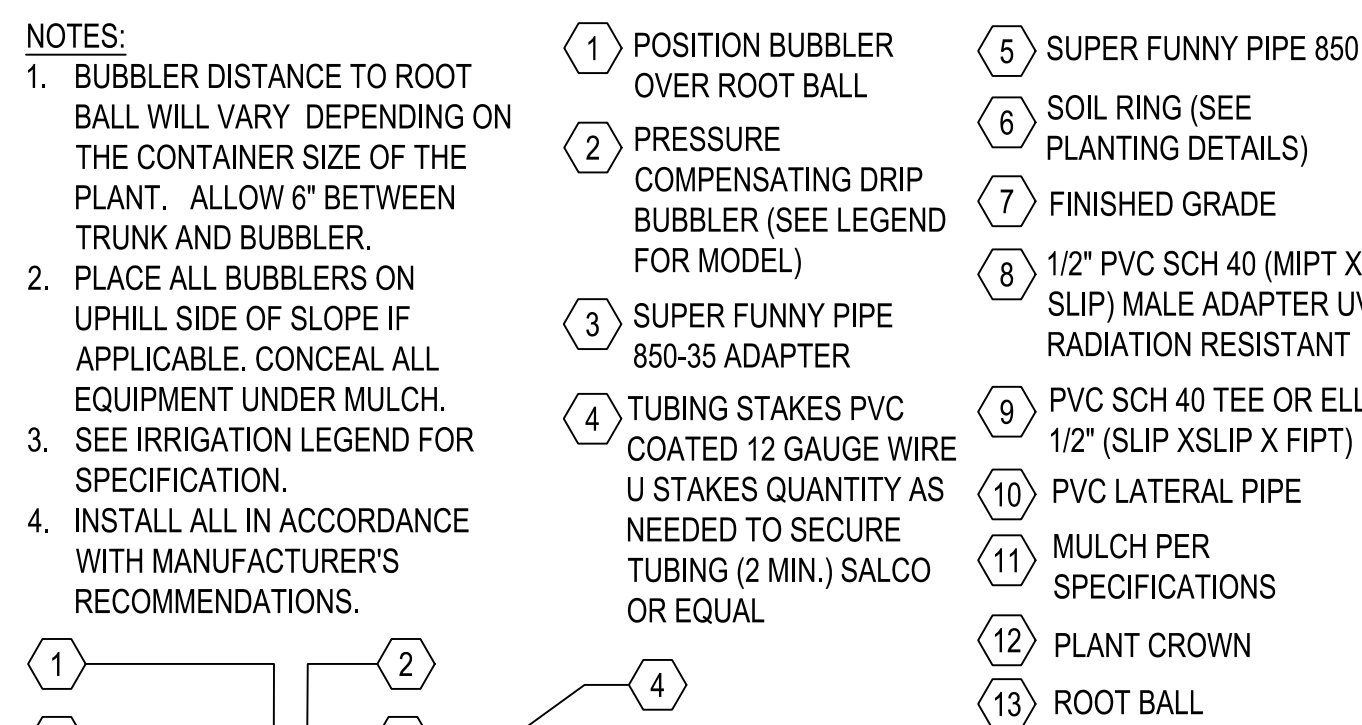 NOTES:
1. BUBBLER DISTANCE TO ROOT
BALL WILL VARY DEPENDING ON
THE CONTAINER SIZE OF THE
PLANT. ALLOW 6" BETWEEN
TRUNK AND BUBBLER.
2. PLACE ALL BUBBLERS ON
UPHILL SIDE OF SLOPE IF
APPLICABLE. CONCEAL ALL
EQUIPMENT UNDER MULCH.
3. SEE IRRIGATION LEGEND FOR
SPECIFICATION.
4. INSTALL ALL IN ACCORDANCE
WITH MANUFACTURER'S
RECOMMENDATIONS.
1 POSITION BUBBLER
OVER ROOT BALL
2 PRESSURE
COMPENSATING DRIP
BUBBLER (SEE LEGEND
FOR MODEL)
3 SUPER FUNNY PIPE
850-35 ADAPTER
4 TUBING STAKES PVC
COATED 12 GAUGE WIRE
U STAKES QUANTITY AS
NEEDED TO SECURE
TUBING (2 MIN.) SALCO
OR EQUAL
5 SUPER FUNNY PIPE 850
6 SOIL RING (SEE
PLANTING DETAILS)
7 FINISHED GRADE
8 1/2" PVC SCH 40 (MIPT X
SLIP) MALE ADAPTER UV
RADIATION RESISTANT
9 PVC SCH 40 TEE OR ELL
1/2" (SLIP XSLIP X FIPT)
10 PVC LATERAL PIPE
11 MULCH PER
SPECIFICATIONS
12 PLANT CROWN
13 ROOT BALL
1
2
4